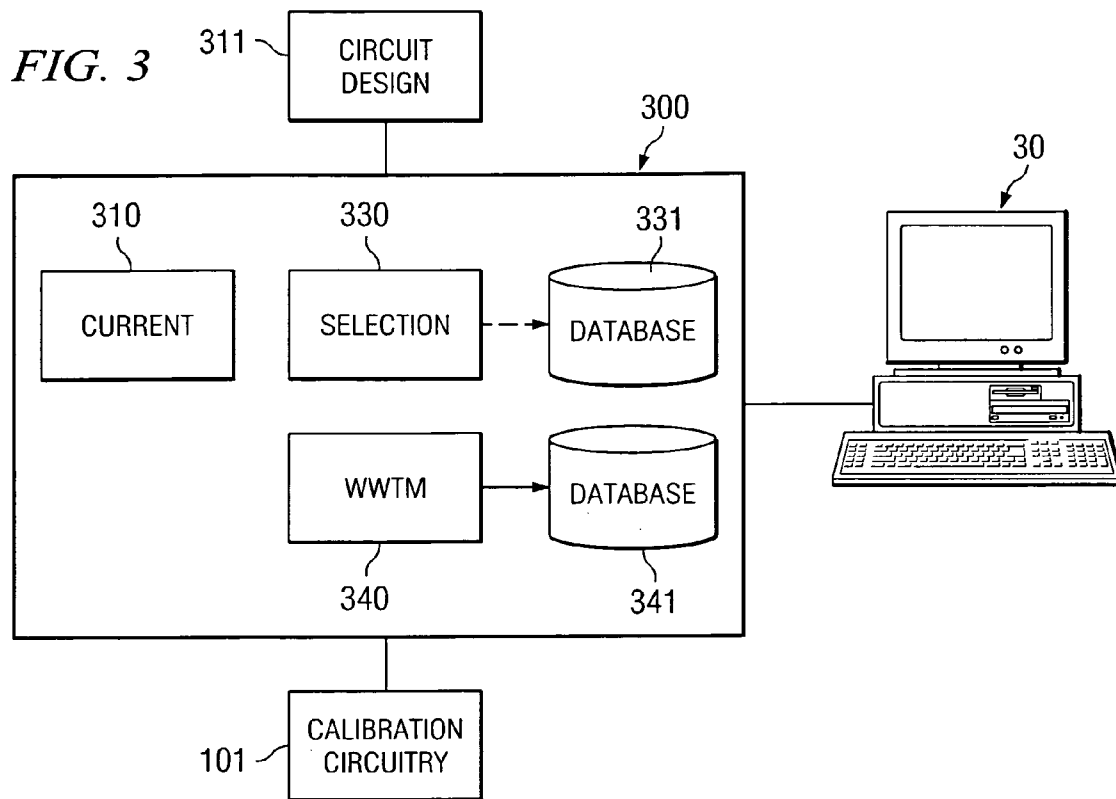 FIG. 3
311
CIRCUIT
DESIGN
300
30
310
330
331
CURRENT
SELECTION
DATABASE
WWTM
DATABASE
340
341
101
CALIBRATION
CIRCUITRY